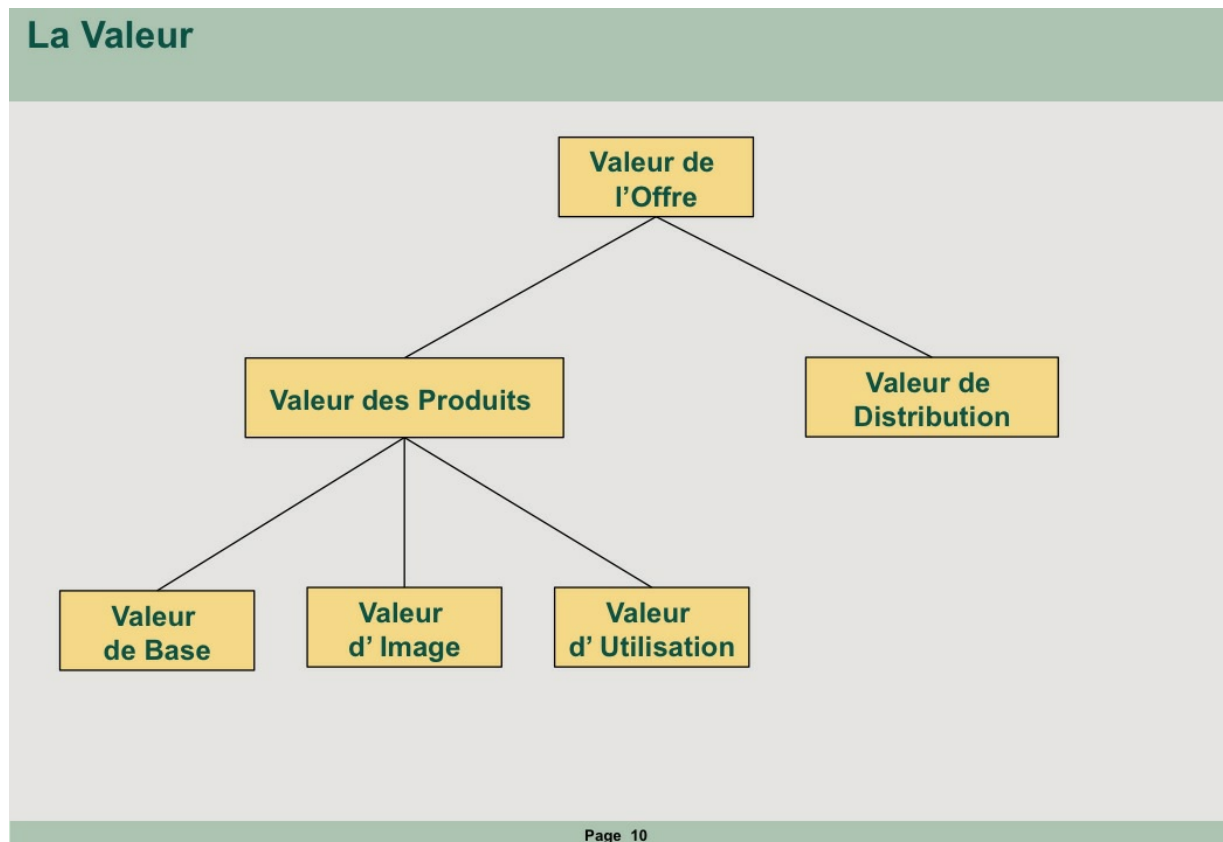 La Valeur
Valeur de
l’Offre
Valeur des Produits
Valeur de
Distribution
Valeur
de Base
Valeur
d’ Image
Valeur
d’ Utilisation
Page 10